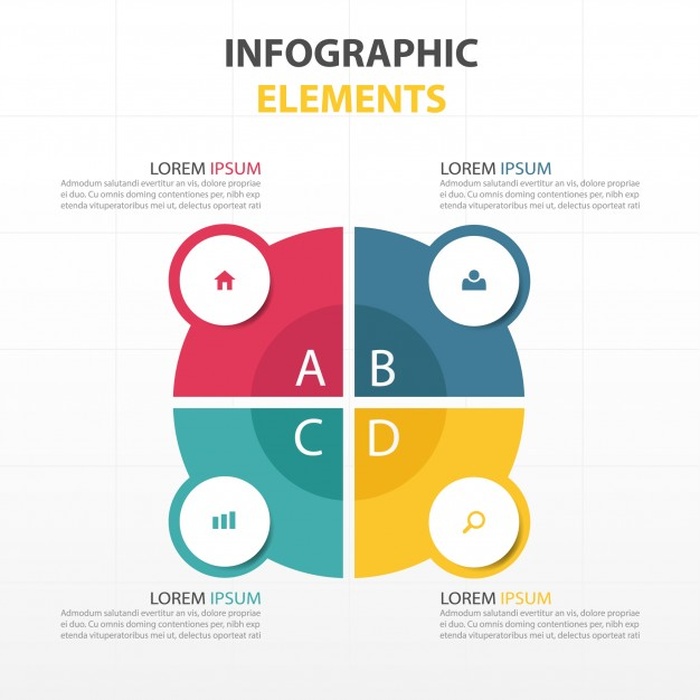 INFOGRAPHIC
ELEMENTS
LOREM IPSUM
Admodum salutandi evertitur an vis, dolore propriae
ei duo. Cu omnis doming contentiones per, nibh exp
etenda vituperatoribus mei ut, delectus oporteat rati
LOREM IPSUM
Admodum salutandi evertitur an vis, dolore propriae
ei duo. Cu omnis doming contentiones per, nibh exp
etenda vituperatoribus mei ut, delectus oporteat rati
A
B
C
D
LOREM IPSUM
Admodum salutandi evertitur an vis, dolore propriae
ei duo. Cu omnis doming contentiones per, nibh exp
etenda vituperatoribus mei ut, delectus oporteat rati
LOREM IPSUM
Admodum salutandi evertitur an vis, dolore propriae
ei duo. Cu omnis doming contentiones per, nibh exp
etenda vituperatoribus mei ut, delectus oporteat rati